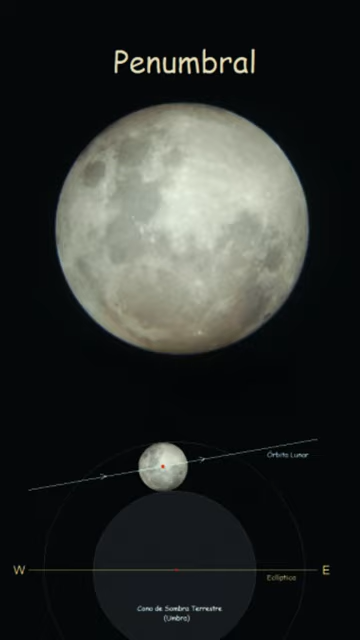 Penumbral
Órbita Lunar
W
E
Eclíptica
Cono de Sombra Terrestre
(Umbra)